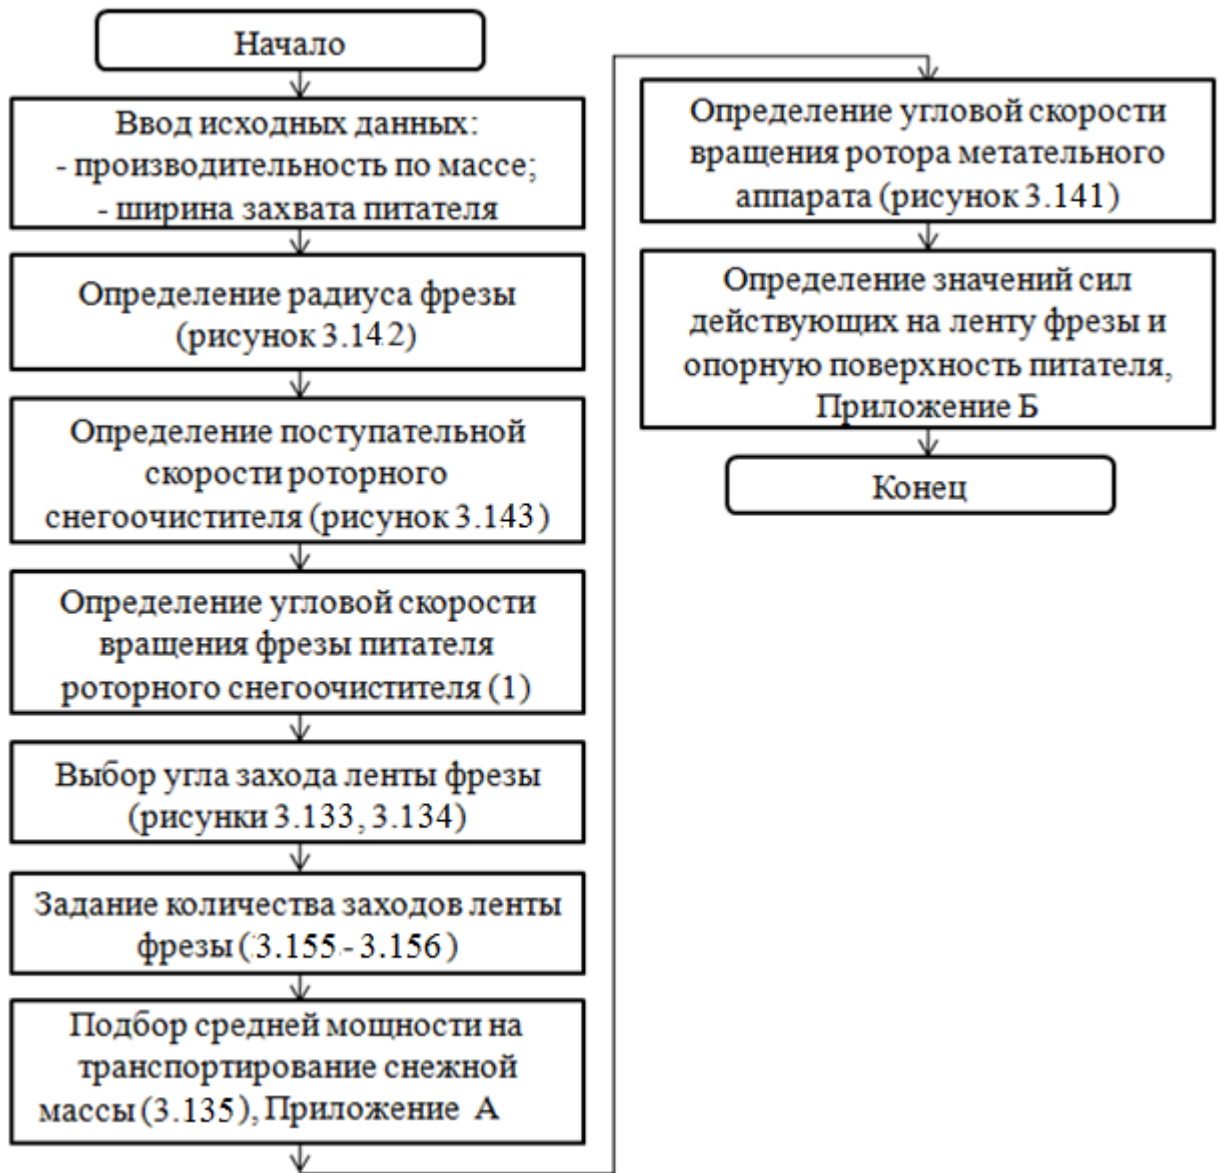 Начало
Ввод исходных данных:
- производительность по массе;
- ширина захвата питателя
Определение радиуса фрезы
(рисунок 3.142)
Определение поступательной
скорости роторного
снегоочистителя (рисунок 3.143)
Определение угловой скорости
вращения фрезы питателя
роторного снегоочистителя (1)
Выбор угла захода ленты фрезы
(рисунки 3.133, 3.134)
Задание количества заходов ленты
фрезы (3.155 - 3.156)
Подбор средней мощности на
транспортирование снежной
массы (3.135), Приложение А
Определение угловой скорости
вращения ротора метательного
аппарата (рисунок 3.141)
Определение значений сил
действующих на ленту фрезы и
опорную поверхность питателя,
Приложение Б
Конец